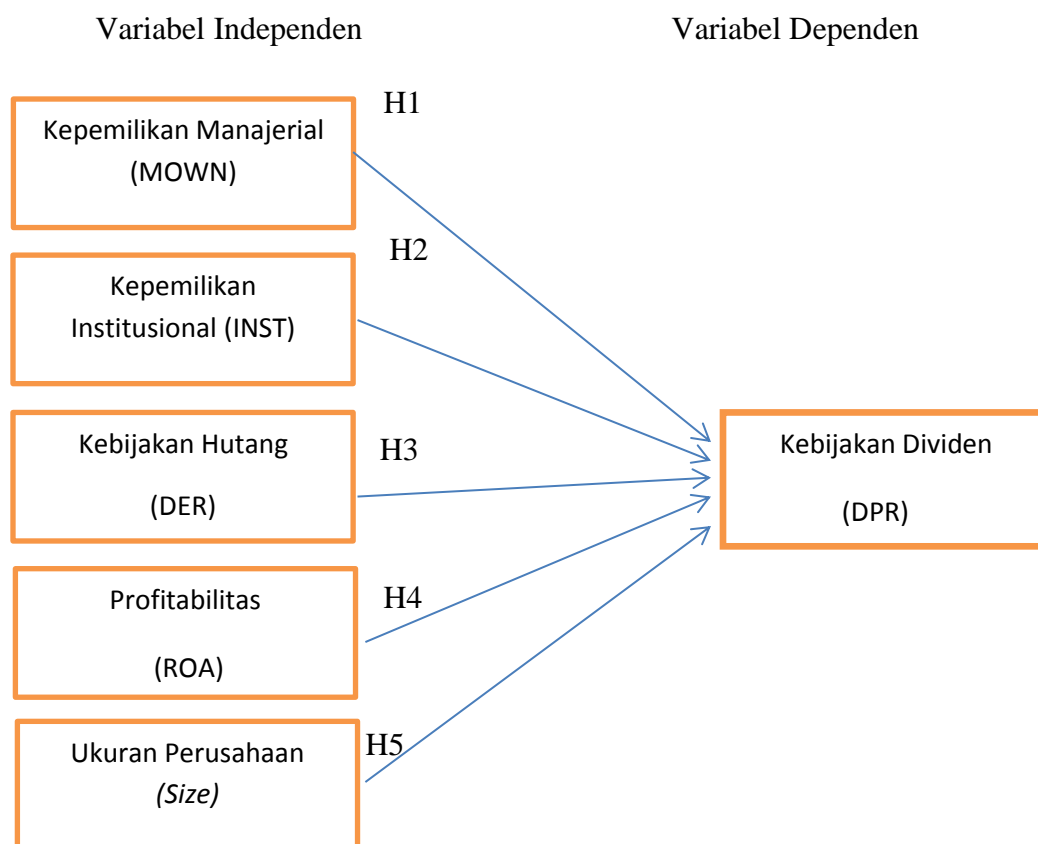 Variabel Independen
Variabel Dependen
H1
Kepemilikan Manajerial
(MOWN)
H2
Kepemilikan
Institusional (INST)
Kebijakan Hutang
(DER)
H3
Kebijakan Dividen
(DPR)
Profitabilitas
(ROA)
H4
Ukuran Perusahaan
(Size)
H5